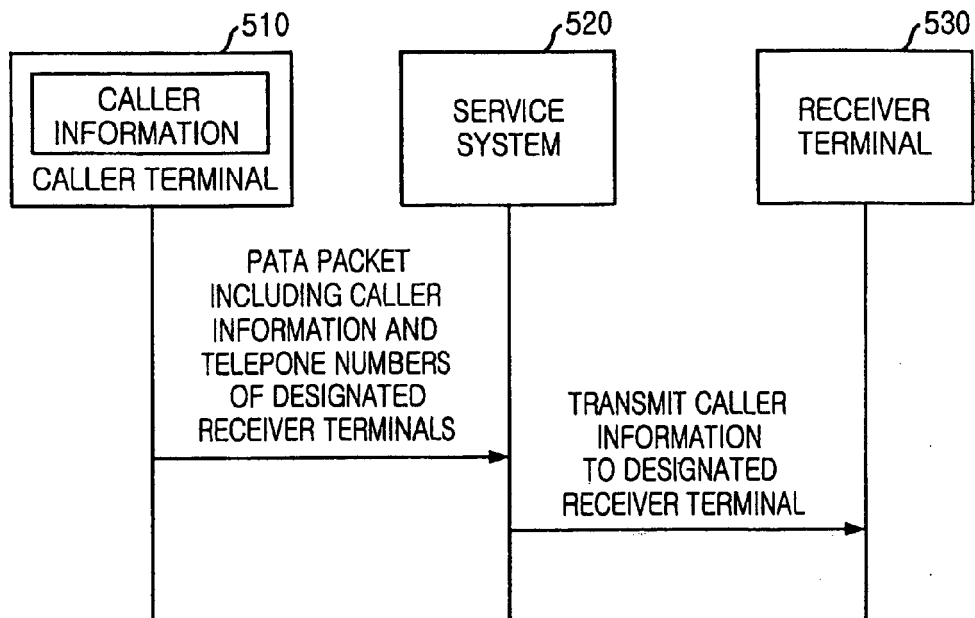 510
520
530
CALLER
INFORMATION
CALLER TERMINAL
SERVICE
SYSTEM
RECEIVER
TERMINAL
PATA PACKET
INCLUDING CALLER
INFORMATION AND
TELEPONE NUMBERS
OF DESIGNATED
RECEIVER TERMINALS
TRANSMIT CALLER
INFORMATION
TO DESIGNATED
RECEIVER TERMINAL